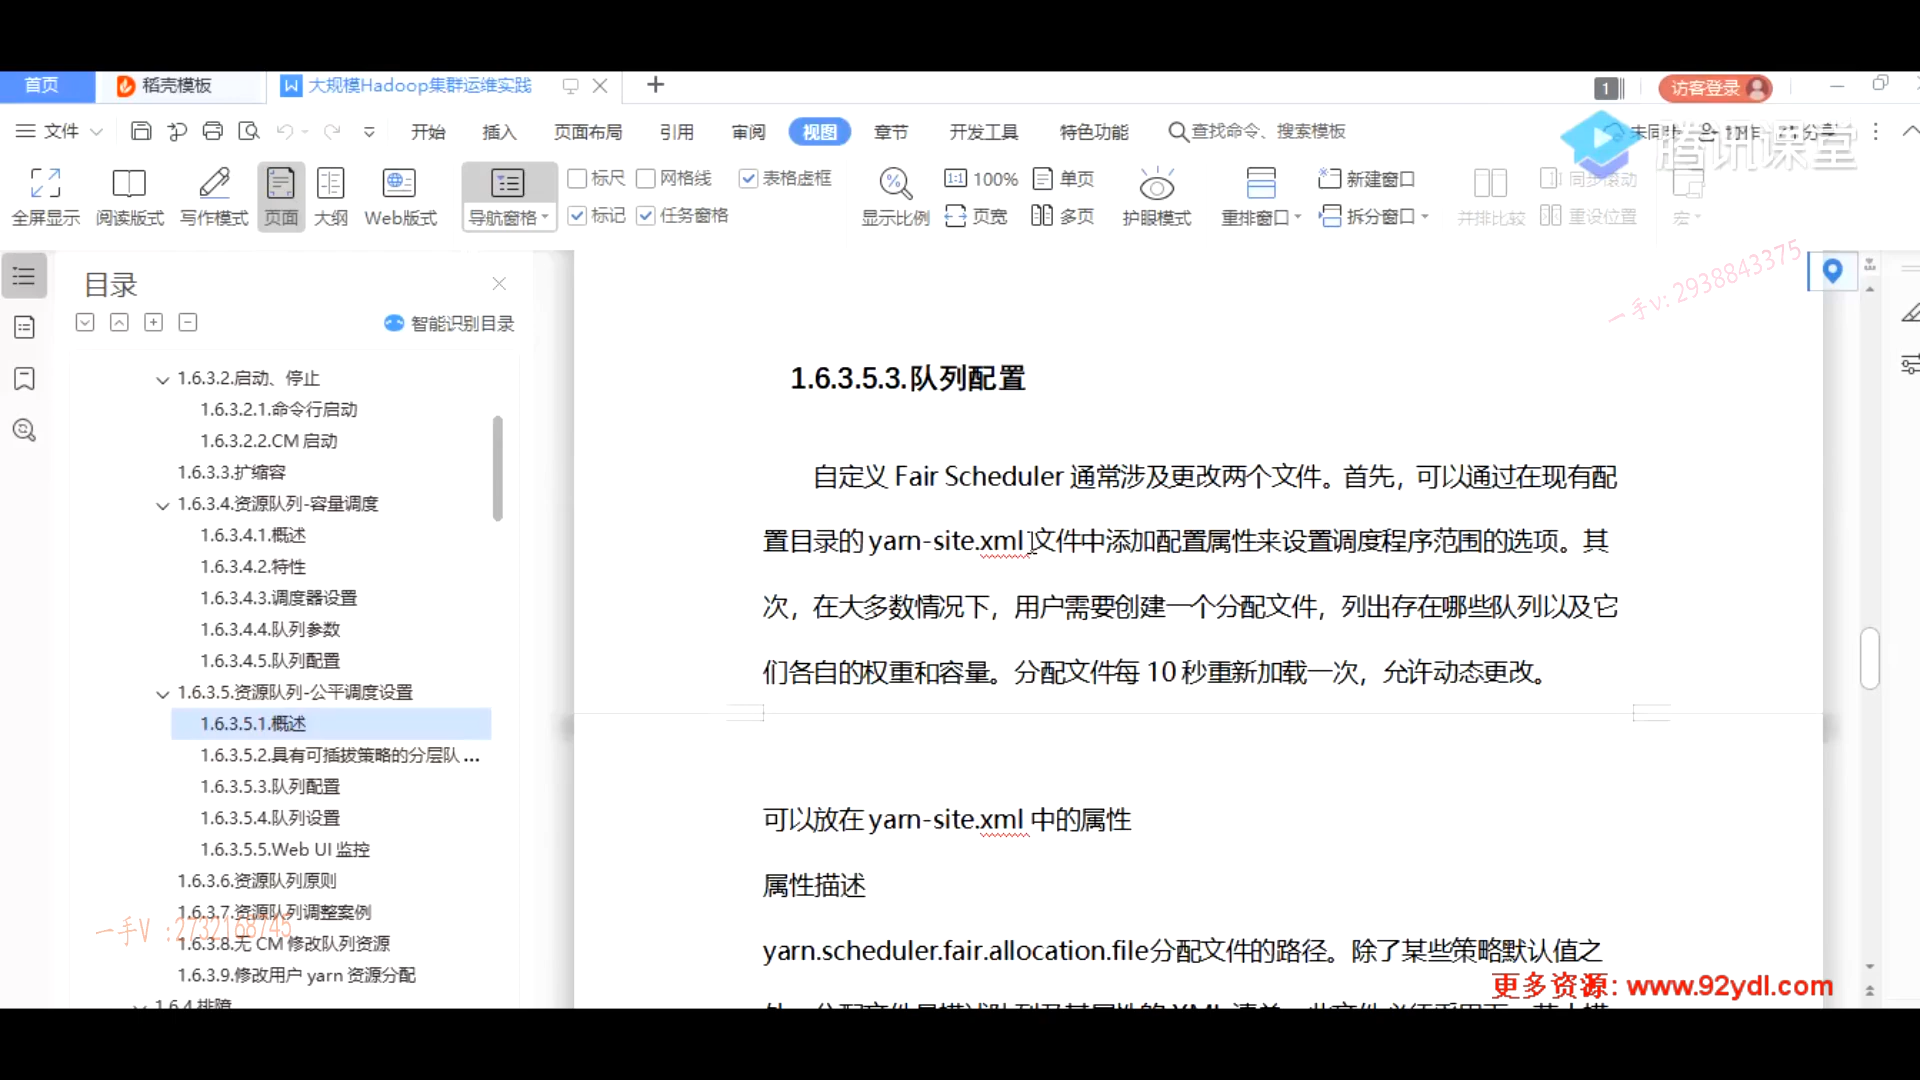 首页
稻壳模板
大规模Hadoop集群运维实践
1
访客登录
文件
开始
插入
页面布局
引用
审阅
视图
章节
开发工具
特色功能
查找命令、搜索模板
腾讯课堂
全屏显示
阅读版式
写作模式
页面
大纲
Web版式
导航窗格
标尺
网格线
表格虚框
标记
任务窗格
显示比例
1:1 100%
单页
页宽
多页
护眼模式
重排窗口
新建窗口
拆分窗口
并排比较
同步滚动
重设位置
宏
一手v: 2938843375
目录
智能识别目录
1.6.3.2.启动、停止
1.6.3.2.1.命令行启动
1.6.3.2.2.CM 启动
1.6.3.3.扩缩容
1.6.3.4.资源队列-容量调度
1.6.3.4.1.概述
1.6.3.4.2.特性
1.6.3.4.3.调度器设置
1.6.3.4.4.队列参数
1.6.3.4.5.队列配置
1.6.3.5.资源队列-公平调度设置
1.6.3.5.1.概述
1.6.3.5.2.具有可插拔策略的分层队 ...
1.6.3.5.3.队列配置
1.6.3.5.4.队列设置
1.6.3.5.5.Web UI 监控
1.6.3.6.资源队列原则
1.6.3.7.资源队列调整案例
一手V :2732168745
1.6.3.8.无 CM 修改队列资源
1.6.3.9.修改用户 yarn 资源分配
1.6.4.排障
1.6.3.5.3.队列配置
自定义 Fair Scheduler 通常涉及更改两个文件。首先，可以通过在现有配
置目录的 yarn-site.xml 文件中添加配置属性来设置调度程序范围的选项。其
次，在大多数情况下，用户需要创建一个分配文件，列出存在哪些队列以及它
们各自的权重和容量。分配文件每 10 秒重新加载一次，允许动态更改。
可以放在 yarn-site.xml 中的属性
属性描述
yarn.scheduler.fair.allocation.file分配文件的路径。除了某些策略默认值之
更多资源: www.92ydl.com